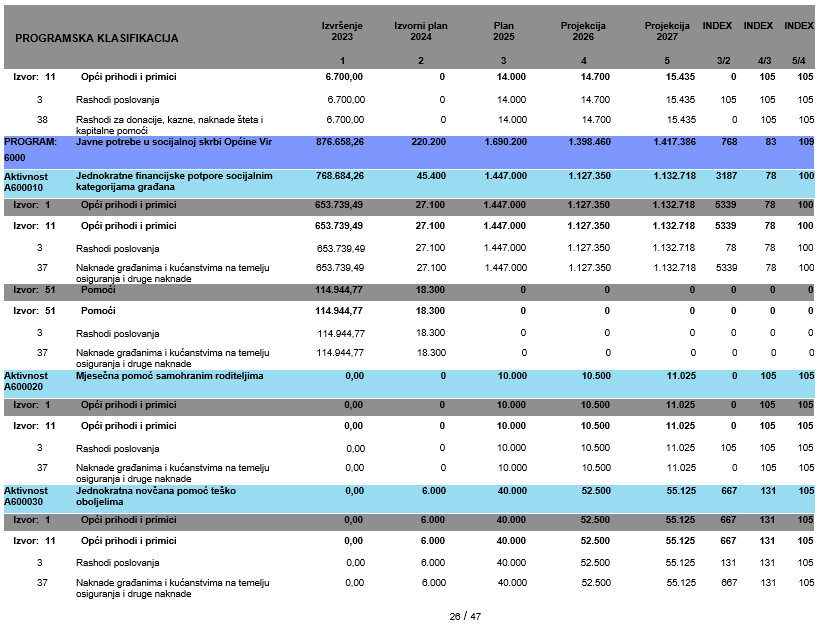 PROGRAMSKA KLASIFIKACIJA Izvršenje 2023 Izvorni plan 2024 Plan 2025 Projekcija 2026 Projekcija 2027 INDEX INDEX INDEX
1 2 3 4 5 3/2 4/3 5/4
Izvor: 11 Opći prihodi i primici 6.700,00 0 14.000 14.700 15.435 0 105 105
3 Rashodi poslovanja 6.700,00 0 14.000 14.700 15.435 105 105 105
38 Rashodi za donacije, kazne, naknade šteta i 6.700,00 0 14.000 14.700 15.435 0 105 105
kapitalne pomoći
PROGRAM: Javne potrebe u socijalnoj skrbi Općine Vir 876.658,26 220.200 1.690.200 1.398.460 1.417.386 768 83 109
6000
Aktivnost Jednokratne financijske potpore socijalnim 768.684,26 45.400 1.447.000 1.127.350 1.132.718 3187 78 100
A600010 kategorijama građana
Izvor: 1 Opći prihodi i primici 653.739,49 27.100 1.447.000 1.127.350 1.132.718 5339 78 100
Izvor: 11 Opći prihodi i primici 653.739,49 27.100 1.447.000 1.127.350 1.132.718 5339 78 100
3 Rashodi poslovanja 653.739,49 27.100 1.447.000 1.127.350 1.132.718 78 78 100
37 Naknade građanima i kućanstvima na temelju 653.739,49 27.100 1.447.000 1.127.350 1.132.718 5339 78 100
osiguranja i druge naknade
Izvor: 51 Pomoći 114.944,77 18.300 0 0 0 0 0 0
Izvor: 51 Pomoći 114.944,77 18.300 0 0 0 0 0 0
3 Rashodi poslovanja 114.944,77 18.300 0 0 0 0 0 0
37 Naknade građanima i kućanstvima na temelju 114.944,77 18.300 0 0 0 0 0 0
osiguranja i druge naknade
Aktivnost Mjesečna pomoć samohranim roditeljima 0,00 0 10.000 10.500 11.025 0 105 105
A600020
Izvor: 1 Opći prihodi i primici 0,00 0 10.000 10.500 11.025 0 105 105
Izvor: 11 Opći prihodi i primici 0,00 0 10.000 10.500 11.025 0 105 105
3 Rashodi poslovanja 0,00 0 10.000 10.500 11.025 105 105 105
37 Naknade građanima i kućanstvima na temelju 0,00 0 10.000 10.500 11.025 0 105 105
osiguranja i druge naknade
Aktivnost Jednokratna novčana pomoć teško 0,00 6.000 40.000 52.500 55.125 667 131 105
A600030 oboljelima
Izvor: 1 Opći prihodi i primici 0,00 6.000 40.000 52.500 55.125 667 131 105
Izvor: 11 Opći prihodi i primici 0,00 6.000 40.000 52.500 55.125 667 131 105
3 Rashodi poslovanja 0,00 6.000 40.000 52.500 55.125 131 131 105
37 Naknade građanima i kućanstvima na temelju 0,00 6.000 40.000 52.500 55.125 667 131 105
osiguranja i druge naknade
26 / 47